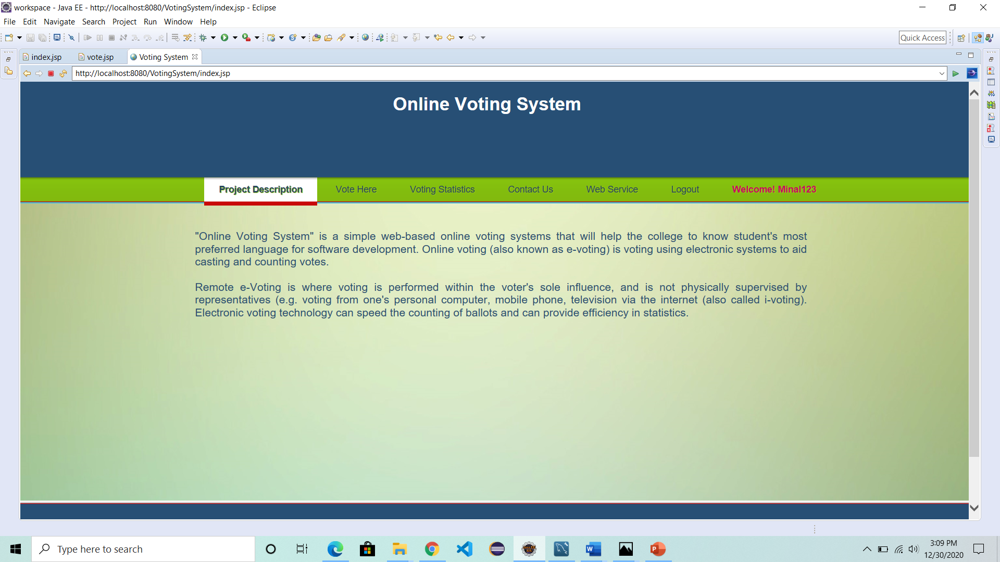 workspace - Java EE - http://localhost:8080/VotingSystem/index.jsp - Eclipse
File Edit Navigate Search Project Run Window Help
Quick Access
index.jsp vote.jsp Voting System
http://localhost:8080/VotingSystem/index.jsp
Online Voting System
Project Description Vote Here Voting Statistics Contact Us Web Service Logout Welcome! Minal123
"Online Voting System" is a simple web-based online voting systems that will help the college to know student's most
preferred language for software development. Online voting (also known as e-voting) is voting using electronic systems to aid
casting and counting votes.
Remote e-Voting is where voting is performed within the voter's sole influence, and is not physically supervised by
representatives (e.g. voting from one's personal computer, mobile phone, television via the internet (also called i-voting).
Electronic voting technology can speed the counting of ballots and can provide efficiency in statistics.
Type here to search
3:09 PM
12/30/2020